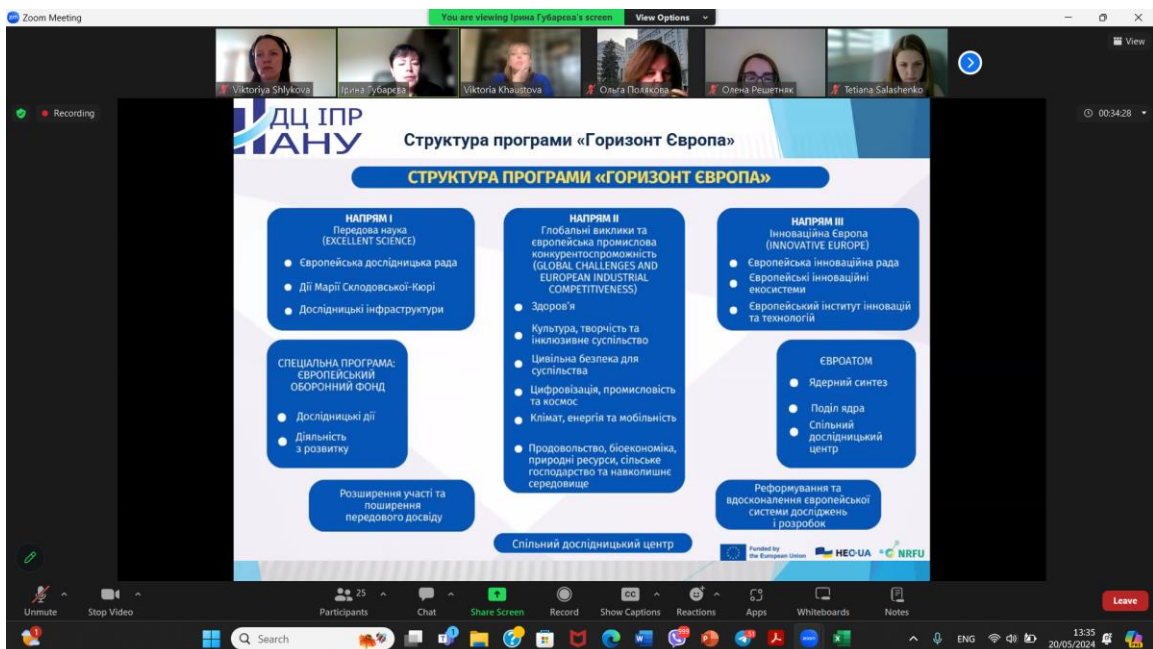 Zoom Meeting
You are viewing Ірина Губарєва's screen
View Options
View
Viktoriya Shlykova
Ірина Губарєва
Viktoria Khaustova
Ольга Полякова
Олена Решетняк
Tetiana Salashenko
Recording
00:34:28
ДЦ ІПР
АНУ
Структура програми «Горизонт Європа»
СТРУКТУРА ПРОГРАМИ «ГОРИЗОНТ ЄВРОПА»
НАПРЯМ І
Передова наука
(EXCELLENT SCIENCE)
Європейська дослідницька рада
Дії Марії Склодовської-Кюрі
Дослідницькі інфраструктури
НАПРЯМ ІІ
Глобальні виклики та
європейська промислова
конкурентоспроможність
(GLOBAL CHALLENGES AND
EUROPEAN INDUSTRIAL
COMPETITIVENESS)
Здоров'я
Культура, творчість та
інклюзивне суспільство
Цивільна безпека для
суспільства
Цифровізація, промисловість
та космос
Клімат, енергія та мобільність
Продовольство, біоекономіка,
природні ресурси, сільське
господарство та навколишнє
середовище
НАПРЯМ ІІІ
Інноваційна Європа
(INNOVATIVE EUROPE)
Європейська інноваційна рада
Європейські інноваційні
екосистеми
Європейський інститут інновацій
та технологій
СПЕЦІАЛЬНА ПРОГРАМА:
ЄВРОПЕЙСЬКИЙ
ОБОРОННИЙ ФОНД
Дослідницькі дії
Діяльність
з розвитку
ЄВРОАТОМ
Ядерний синтез
Поділ ядра
Спільний
дослідницький
центр
Розширення участі та
поширення
передового досвіду
Реформування та
вдосконалення європейської
системи досліджень
і розробок
Спільний дослідницький центр
Funded by
the European Union
HEO-UA
NRFU
Unmute
Stop Video
25
Participants
Chat
Share Screen
Record
CC
Show Captions
Reactions
Apps
Whiteboards
Notes
Leave
Search
99+
ENG
13:35
20/05/2024